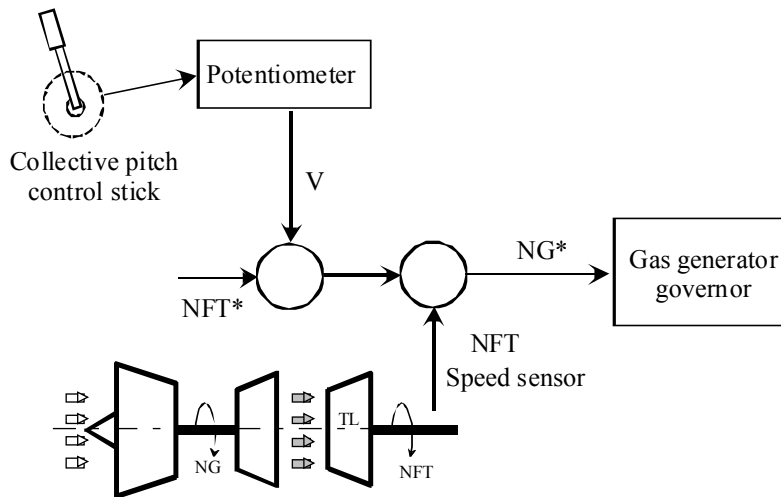 Potentiometer
Collective pitch
control stick
V
NG*
Gas generator
governor
NFT*
NFT
Speed sensor
TL
NG
NFT